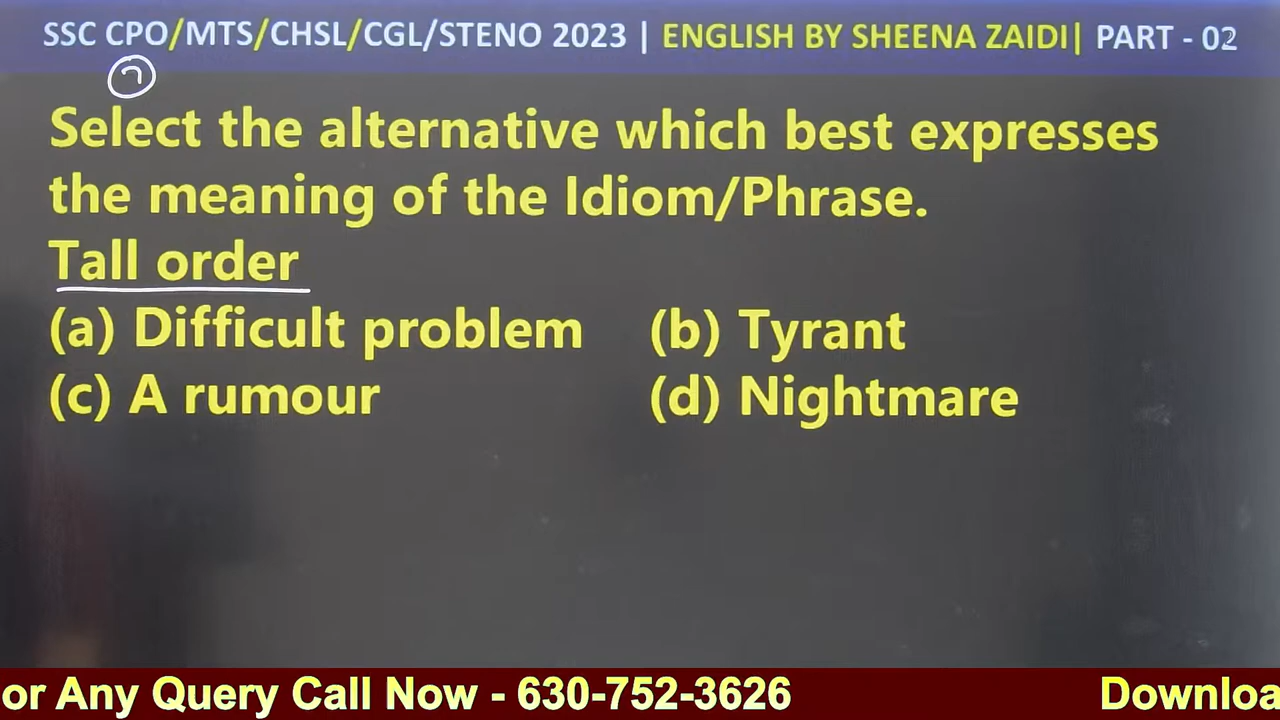 SSC CPO/MTS/CHSL/CGL/STENO 2023 | ENGLISH BY SHEENA ZAIDI| PART - 02
Select the alternative which best expresses
the meaning of the Idiom/Phrase.
Tall order
(a) Difficult problem (b) Tyrant
(c) A rumour (d) Nightmare
or Any Query Call Now - 630-752-3626 Downloa